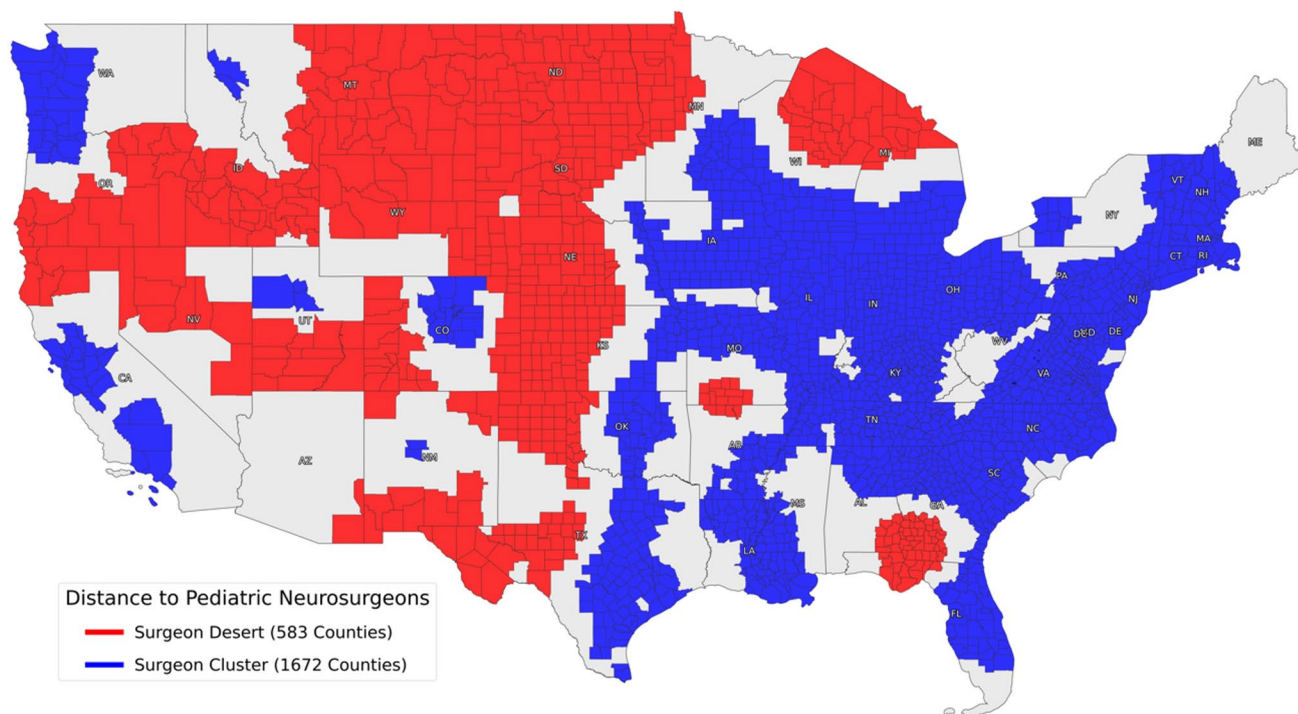 WA
MT
ND
MN
ME
OR
ID
SD
WI
MI
VT
NH
NY
WY
MA
CT
RI
IA
NE
PA
NV
UT
CO
IL
IN
OH
NJ
KS
MO
WV
DC
MD
DE
CA
KY
VA
AZ
NM
OK
AR
TN
NC
SC
TX
LA
MS
AL
GA
FL
Distance to Pediatric Neurosurgeons
Surgeon Desert (583 Counties)
Surgeon Cluster (1672 Counties)